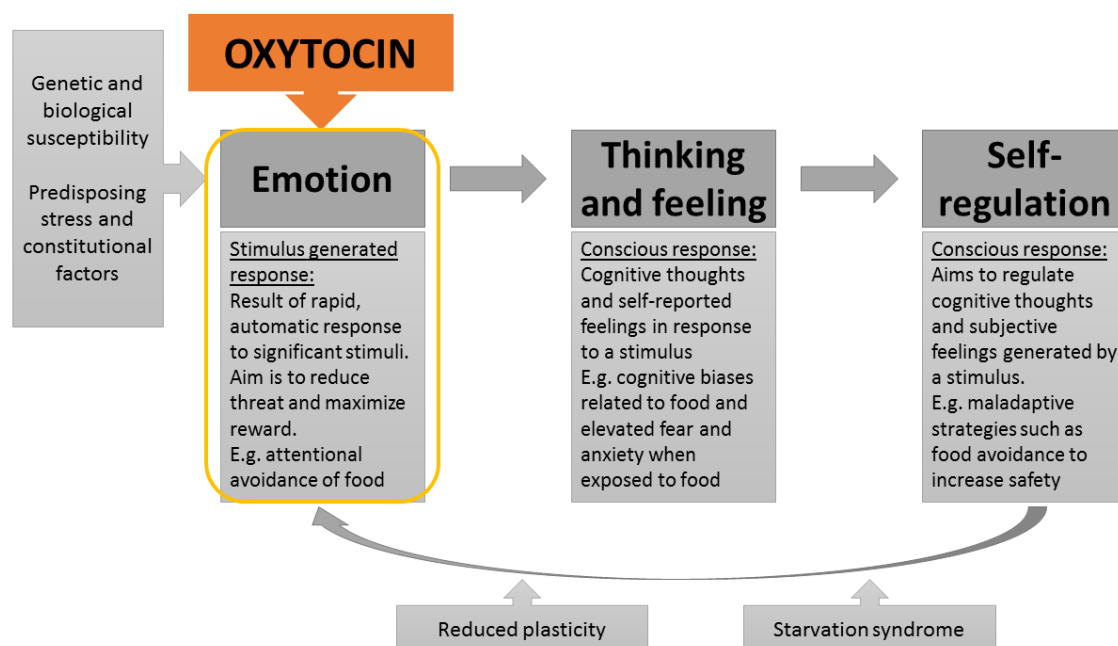 OXYTOCIN
Genetic and
biological
susceptibility
Predisposing
stress and
constitutional
factors
Emotion
Stimulus generated
response:
Result of rapid,
automatic response
to significant stimuli.
Aim is to reduce
threat and maximize
reward.
E.g. attentional
avoidance of food
Thinking
and feeling
Conscious response:
Cognitive thoughts
and self-reported
feelings in response
to a stimulus
E.g. cognitive biases
related to food and
elevated fear and
anxiety when
exposed to food
Self-
regulation
Conscious response:
Aims to regulate
cognitive thoughts
and subjective
feelings generated by
a stimulus.
E.g. maladaptive
strategies such as
food avoidance to
increase safety
Reduced plasticity
Starvation syndrome